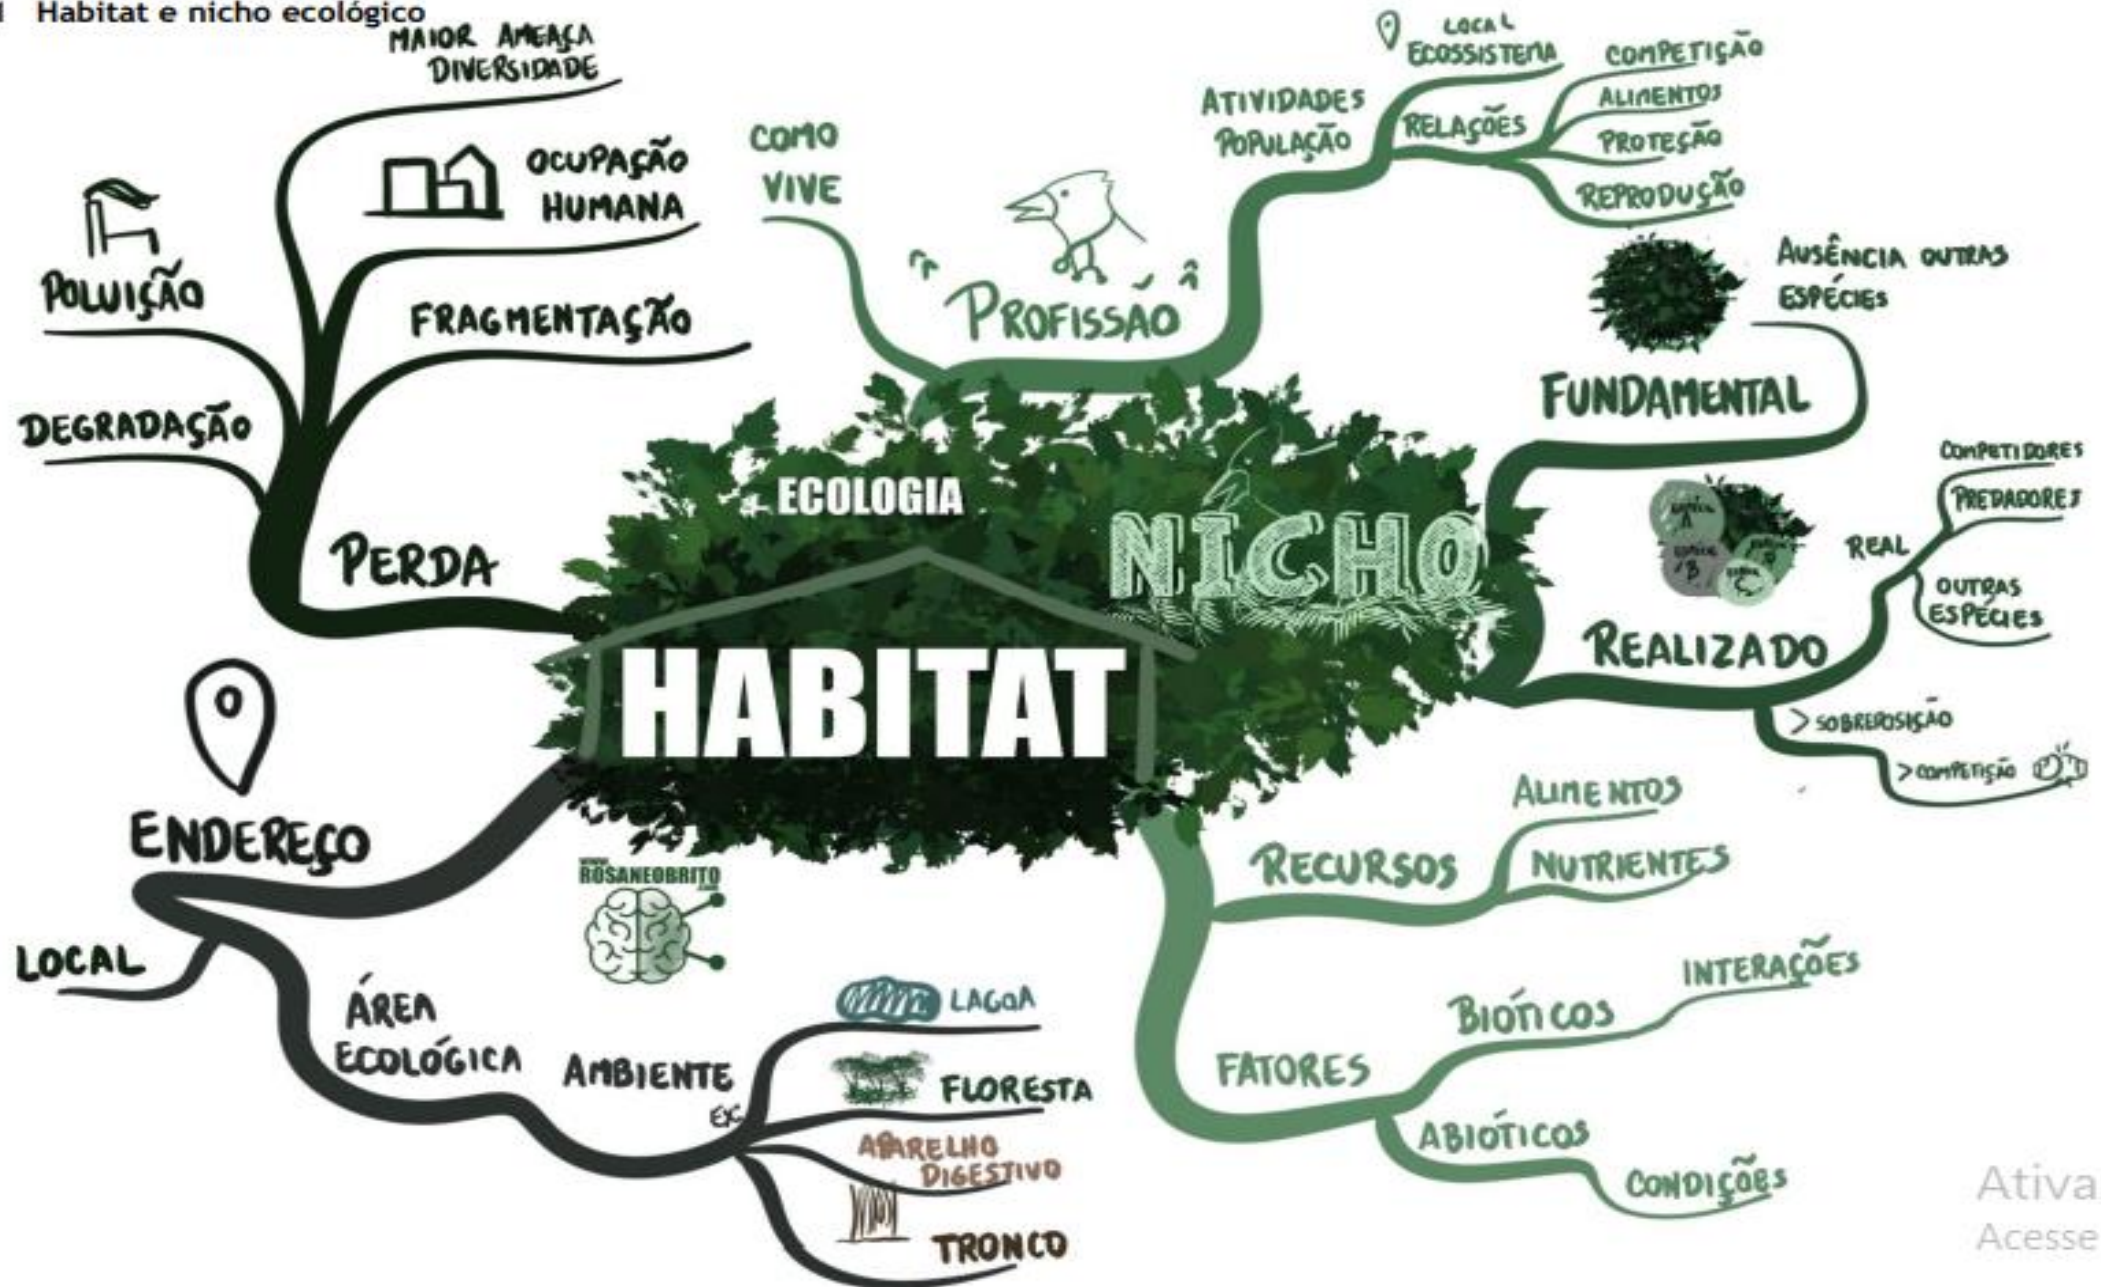 Habitat e nicho ecológico
MAIOR AMEAÇA
DIVERSIDADE
OCUPAÇÃO
HUMANA
POLUIÇÃO
FRAGMENTAÇÃO
DEGRADAÇÃO
PERDA
COMO
VIVE
" PROFISSÃO "
ATIVIDADES
POPULAÇÃO
LOCAL
ECOSSISTEMA
RELAÇÕES
COMPETIÇÃO
ALIMENTOS
PROTEÇÃO
REPRODUÇÃO
AUSÊNCIA OUTRAS
ESPÉCIES
FUNDAMENTAL
ECOLOGIA
NICHO
HABITAT
COMPETIDORES
PREDADORES
REAL
OUTRAS
ESPÉCIES
A
B
C
REALIZADO
> SOBREPOSIÇÃO
> COMPETIÇÃO
ENDEREÇO
LOCAL
ÁREA
ECOLÓGICA
AMBIENTE
EX:
LAGOA
FLORESTA
APARELHO
DIGESTIVO
TRONCO
WWW.
ROSANEOBRITO
.COM
RECURSOS
ALIMENTOS
NUTRIENTES
FATORES
BIÓTICOS
INTERAÇÕES
ABIÓTICOS
CONDIÇÕES
Ativa
Acesse